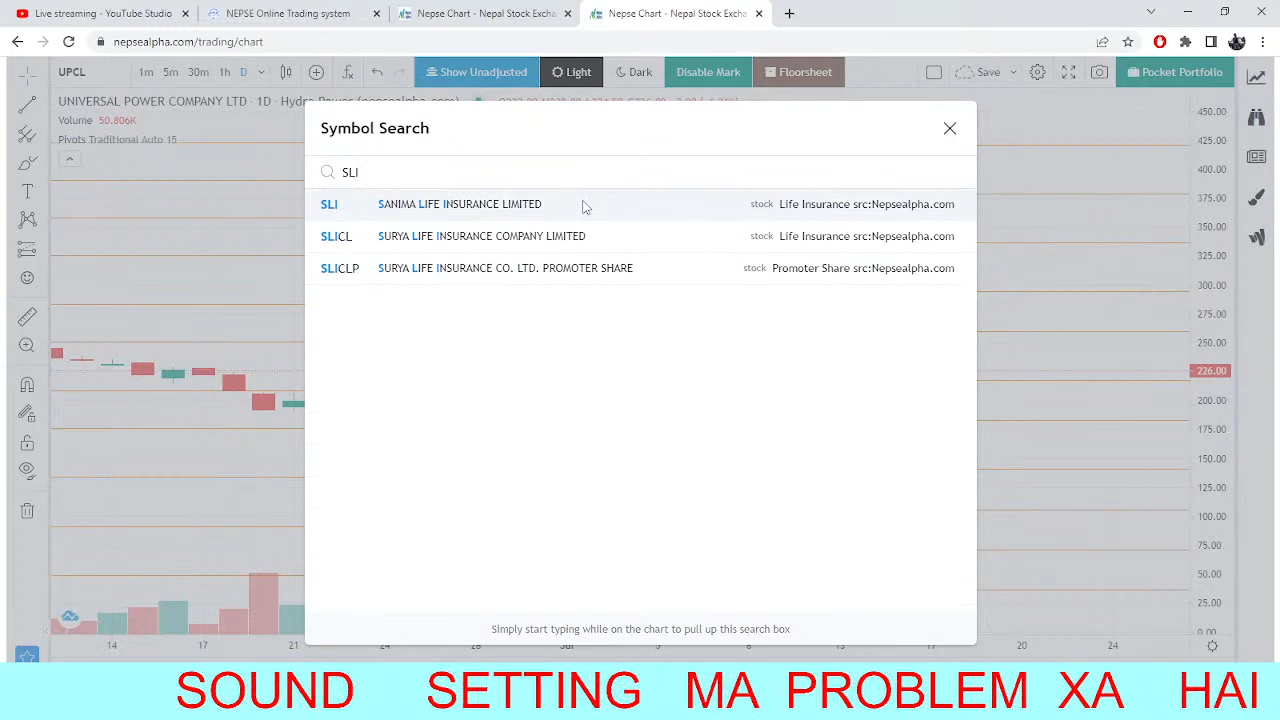 Live streaming - YouTube Studio
NEPSE Online Trading System
Nepse Chart - Nepal Stock Excha
Nepse Chart - Nepal Stock Excha
nepsealpha.com/trading/chart
UPCL 1m 5m 30m 1h D Show Unadjusted Light Dark Disable Mark Floorsheet Save Pocket Portfolio
UNIVERSAL POWER COMPANY LTD · 1D · Hydro Power (nepsealpha.com)
Volume 50.806K
Pivots Traditional Auto 15
Symbol Search
SLI
SLI SANIMA LIFE INSURANCE LIMITED stock Life Insurance src:Nepsealpha.com
SLICL SURYA LIFE INSURANCE COMPANY LIMITED stock Life Insurance src:Nepsealpha.com
SLICLP SURYA LIFE INSURANCE CO. LTD. PROMOTER SHARE stock Promoter Share src:Nepsealpha.com
Simply start typing while on the chart to pull up this search box
450.00
425.00
400.00
375.00
350.00
325.00
300.00
275.00
250.00
226.00
200.00
175.00
150.00
125.00
100.00
75.00
50.00
25.00
0.00
14 17 21 20 24
SOUND SETTING MA PROBLEM XA HAI